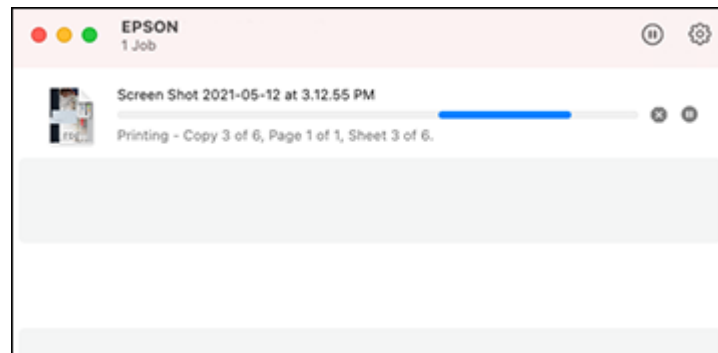 EPSON
1 Job
Screen Shot 2021-05-12 at 3.12.55 PM
Printing - Copy 3 of 6, Page 1 of 1, Sheet 3 of 6.